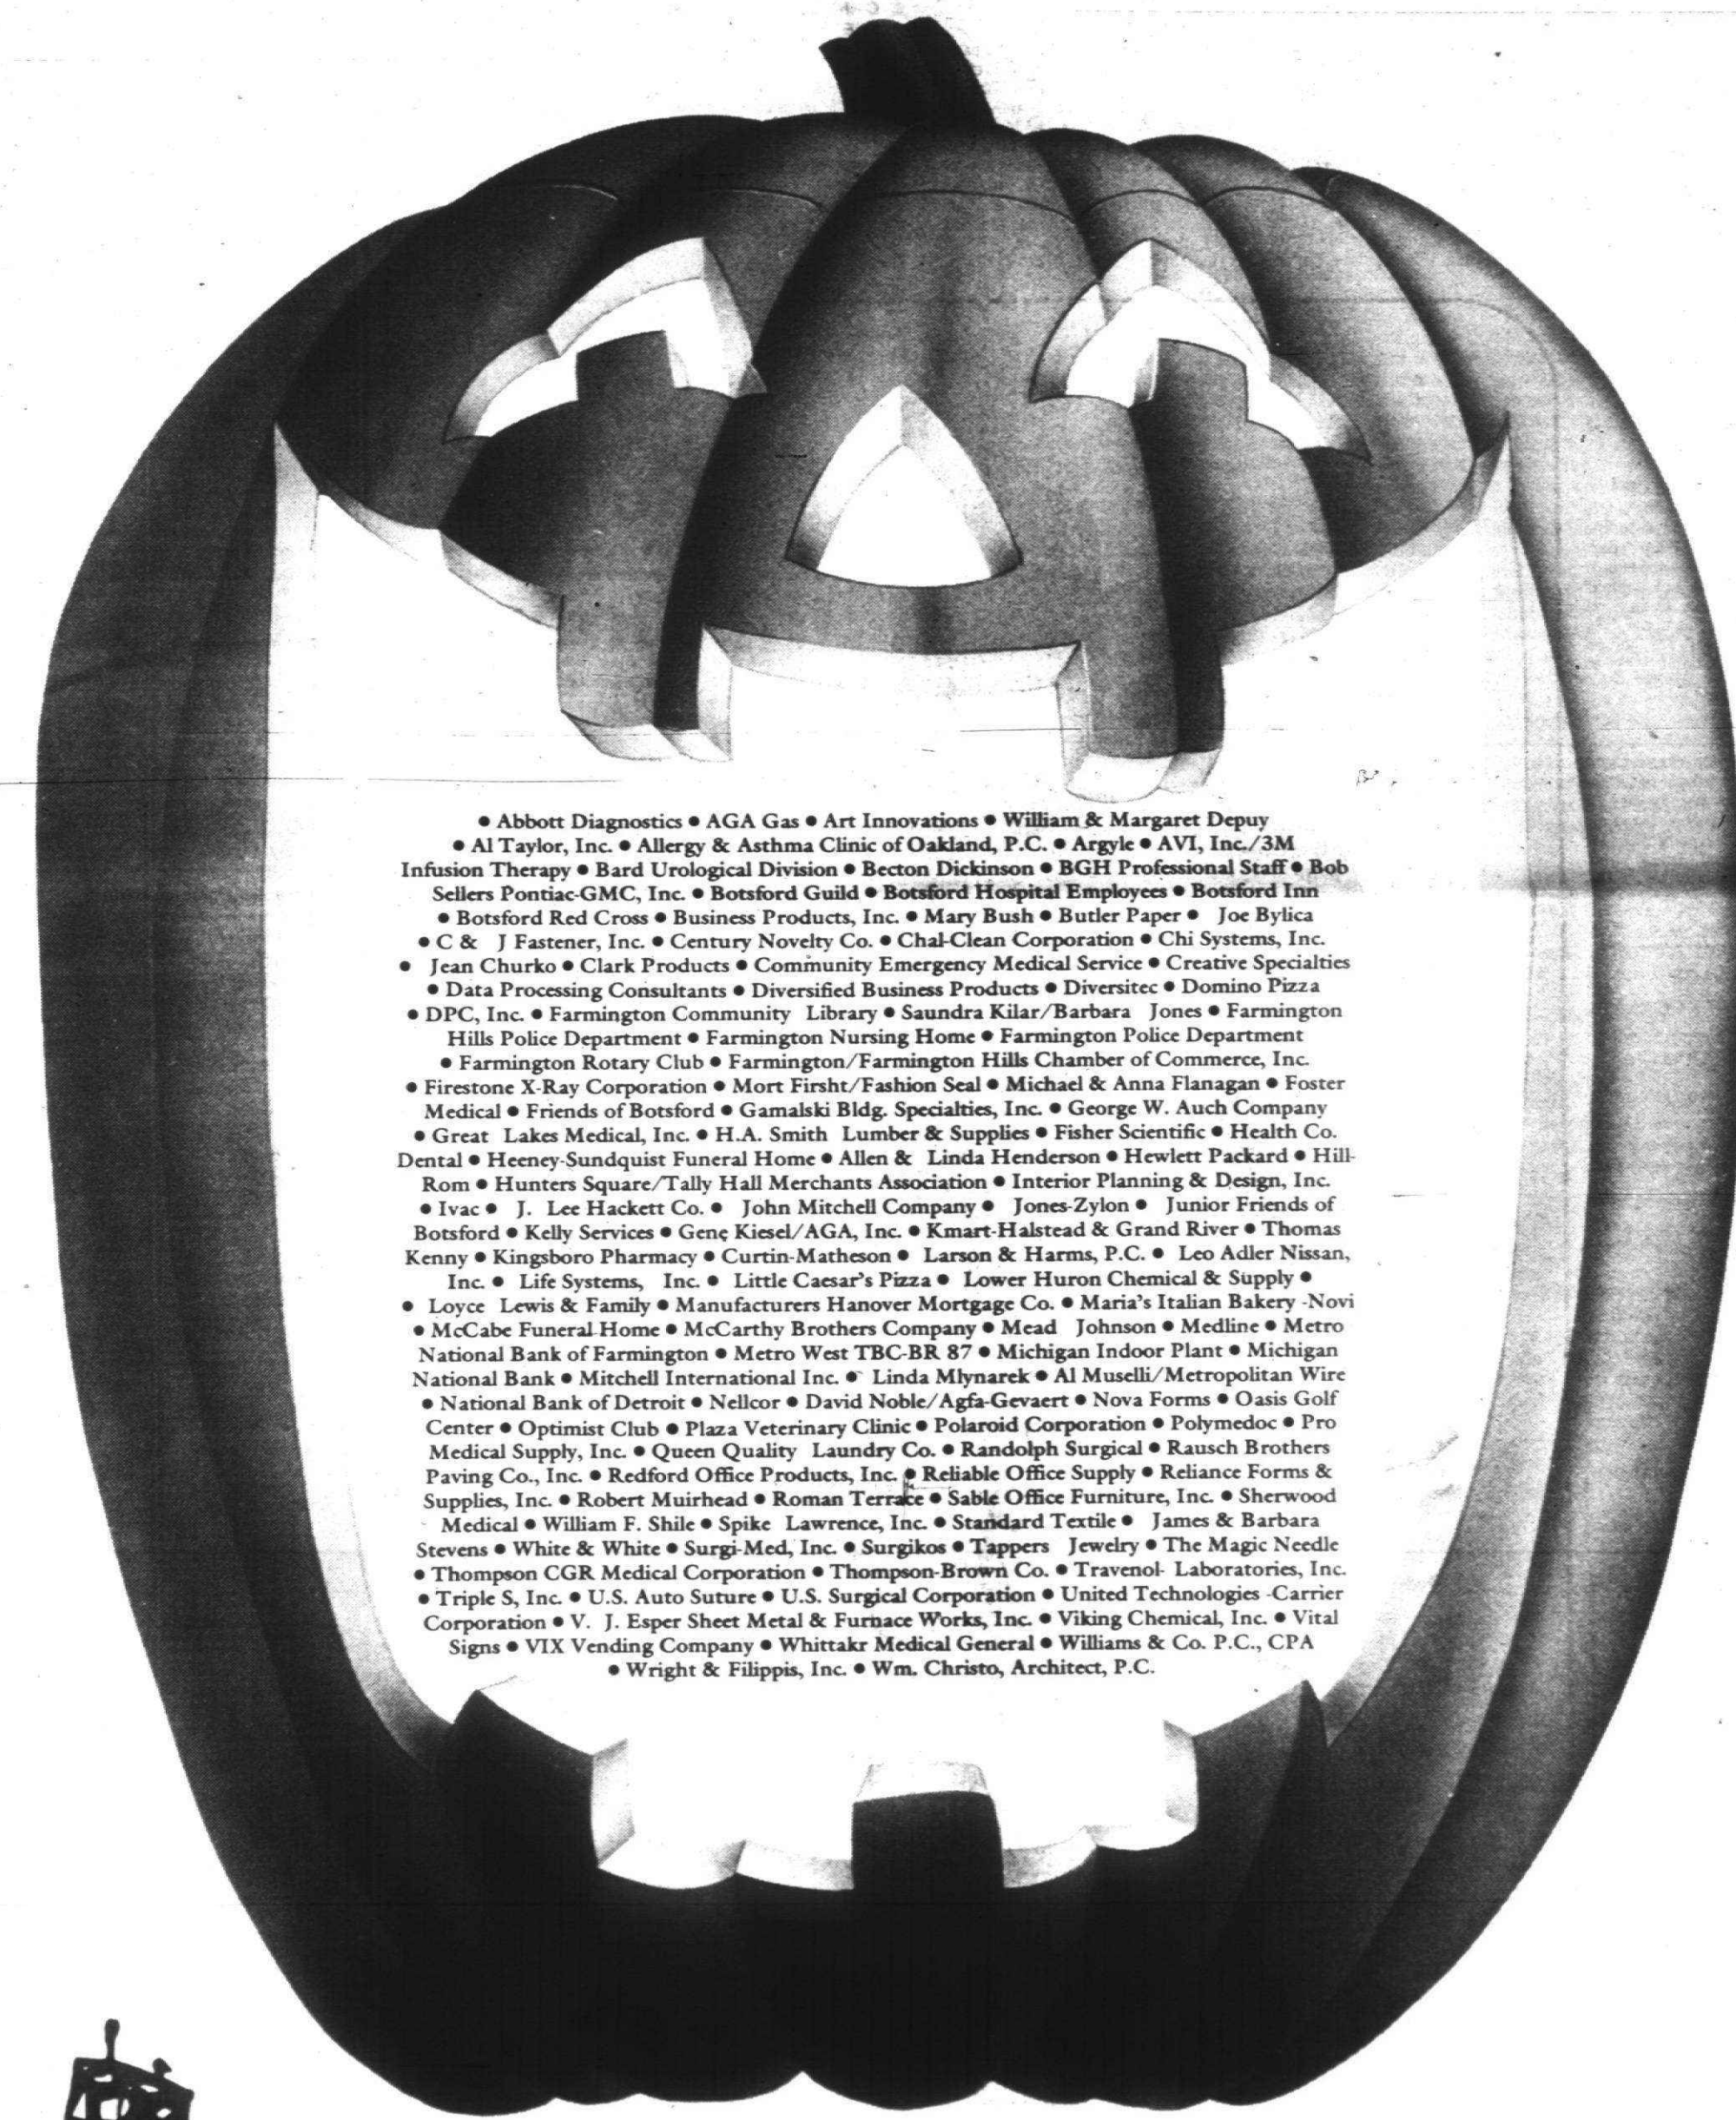 ● Abbott Diagnostics ● AGA Gas ● Art Innovations ● William & Margaret Depuy
● Al Taylor, Inc. ● Allergy & Asthma Clinic of Oakland, P.C. ● Argyle ● AVI, Inc./3M
Infusion Therapy ● Bard Urological Division ● Becton Dickinson ● BGH Professional Staff ● Bob
Sellers Pontiac-GMC, Inc. ● Botsford Guild ● Botsford Hospital Employees ● Botsford Inn
● Botsford Red Cross ● Business Products, Inc. ● Mary Bush ● Butler Paper ● Joe Bylica
● C & J Fastener, Inc. ● Century Novelty Co. ● Chal-Clean Corporation ● Chi Systems, Inc.
● Jean Churko ● Clark Products ● Community Emergency Medical Service ● Creative Specialties
● Data Processing Consultants ● Diversified Business Products ● Diversitec ● Domino Pizza
● DPC, Inc. ● Farmington Community Library ● Saundra Kilar/Barbara Jones ● Farmington
Hills Police Department ● Farmington Nursing Home ● Farmington Police Department
● Farmington Rotary Club ● Farmington/Farmington Hills Chamber of Commerce, Inc.
● Firestone X-Ray Corporation ● Mort Firsht/Fashion Seal ● Michael & Anna Flanagan ● Foster
Medical ● Friends of Botsford ● Gamalski Bldg. Specialties, Inc. ● George W. Auch Company
● Great Lakes Medical, Inc. ● H.A. Smith Lumber & Supplies ● Fisher Scientific ● Health Co.
Dental ● Heeney-Sundquist Funeral Home ● Allen & Linda Henderson ● Hewlett Packard ● Hill-
Rom ● Hunters Square/Tally Hall Merchants Association ● Interior Planning & Design, Inc.
● Ivac ● J. Lee Hackett Co. ● John Mitchell Company ● Jones-Zylon ● Junior Friends of
Botsford ● Kelly Services ● Gene Kiesel/AGA, Inc. ● Kmart-Halstead & Grand River ● Thomas
Kenny ● Kingsboro Pharmacy ● Curtin-Matheson ● Larson & Harms, P.C. ● Leo Adler Nissan,
Inc. ● Life Systems, Inc. ● Little Caesar's Pizza ● Lower Huron Chemical & Supply ●
● Loyce Lewis & Family ● Manufacturers Hanover Mortgage Co. ● Maria's Italian Bakery -Novi
● McCabe Funeral Home ● McCarthy Brothers Company ● Mead Johnson ● Medline ● Metro
National Bank of Farmington ● Metro West TBC-BR 87 ● Michigan Indoor Plant ● Michigan
National Bank ● Mitchell International Inc. ● Linda Mlynarek ● Al Muselli/Metropolitan Wire
● National Bank of Detroit ● Nellcor ● David Noble/Agfa-Gevaert ● Nova Forms ● Oasis Golf
Center ● Optimist Club ● Plaza Veterinary Clinic ● Polaroid Corporation ● Polymedoc ● Pro
Medical Supply, Inc. ● Queen Quality Laundry Co. ● Randolph Surgical ● Rausch Brothers
Paving Co., Inc. ● Redford Office Products, Inc. ● Reliable Office Supply ● Reliance Forms &
Supplies, Inc. ● Robert Muirhead ● Roman Terrace ● Sable Office Furniture, Inc. ● Sherwood
Medical ● William F. Shile ● Spike Lawrence, Inc. ● Standard Textile ● James & Barbara
Stevens ● White & White ● Surgi-Med, Inc. ● Surgikos ● Tappers Jewelry ● The Magic Needle
● Thompson CGR Medical Corporation ● Thompson-Brown Co. ● Travenol- Laboratories, Inc.
● Triple S, Inc. ● U.S. Auto Suture ● U.S. Surgical Corporation ● United Technologies -Carrier
Corporation ● V. J. Esper Sheet Metal & Furnace Works, Inc. ● Viking Chemical, Inc. ● Vital
Signs ● VIX Vending Company ● Whittakr Medical General ● Williams & Co. P.C., CPA
● Wright & Filippis, Inc. ● Wm. Christo, Architect, P.C.